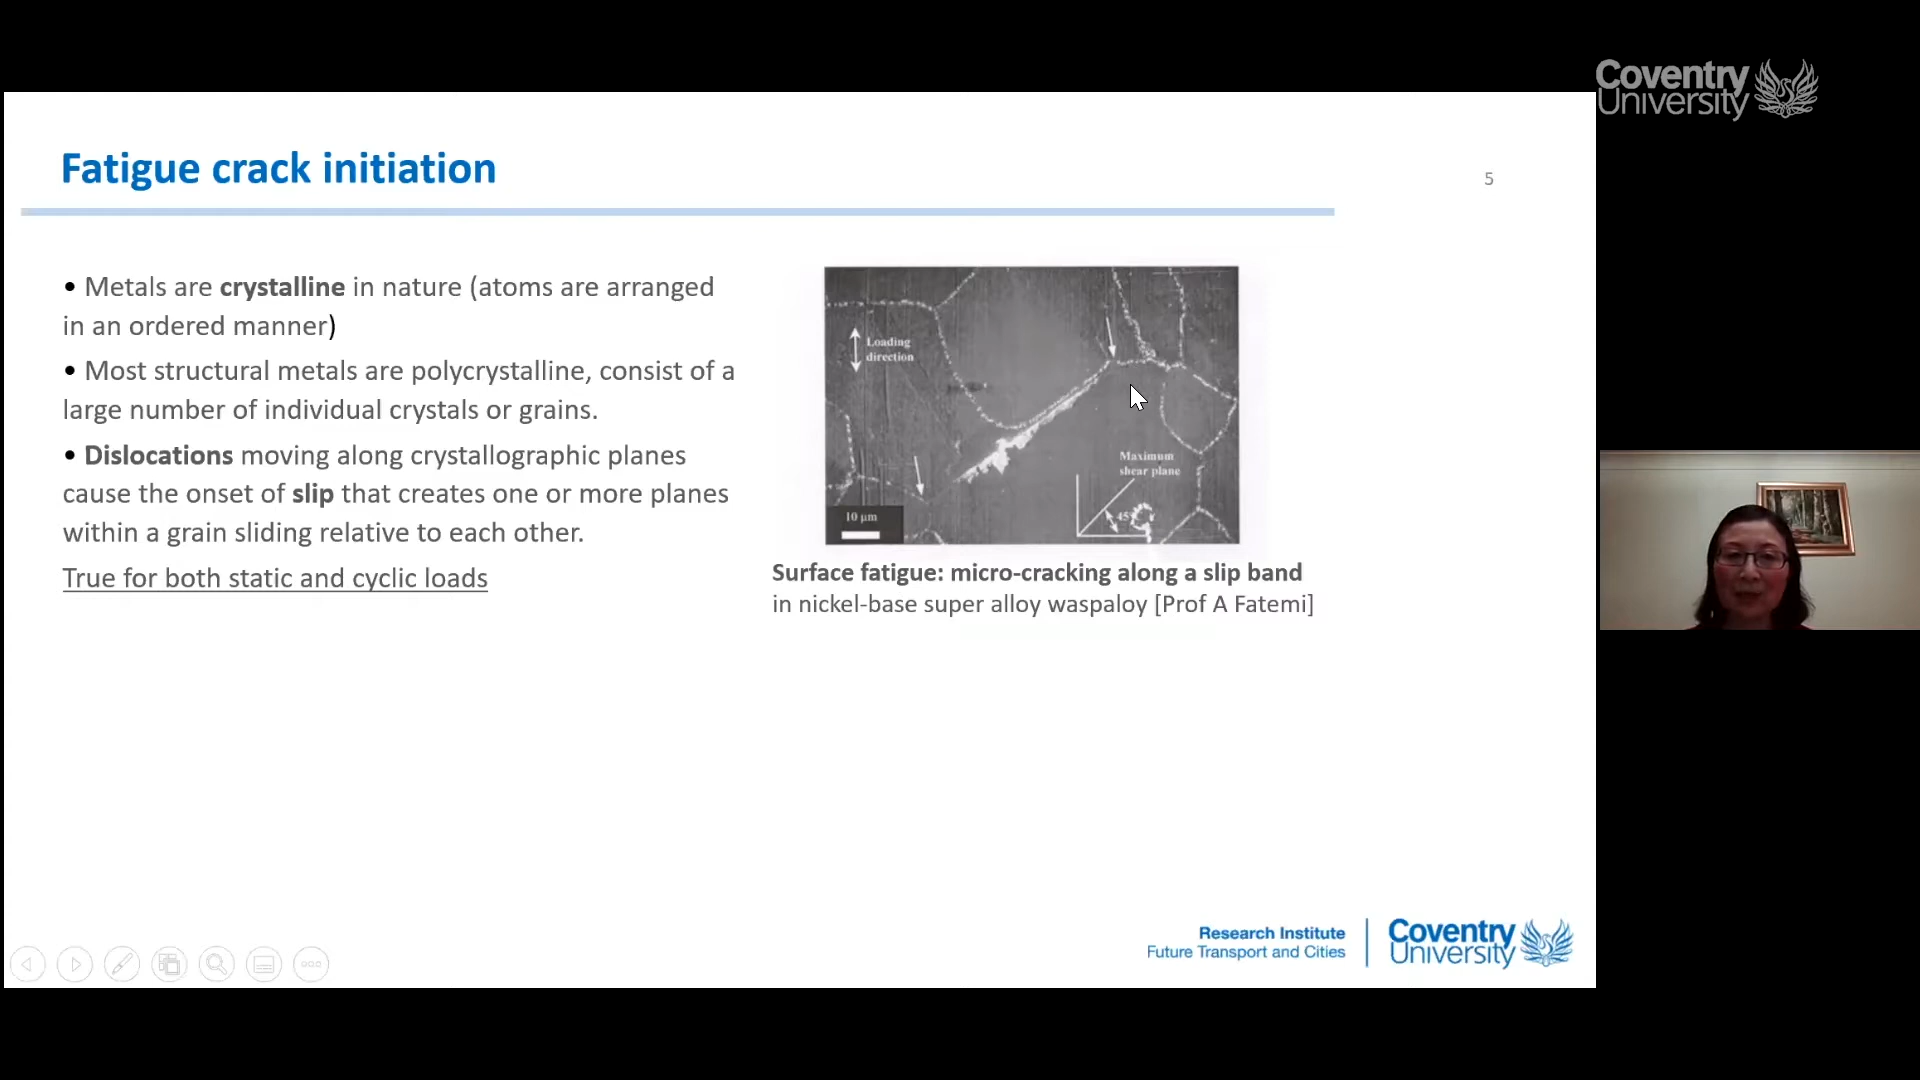 Coventry
University
Fatigue crack initiation
5
• Metals are crystalline in nature (atoms are arranged
in an ordered manner)
• Most structural metals are polycrystalline, consist of a
large number of individual crystals or grains.
• Dislocations moving along crystallographic planes
cause the onset of slip that creates one or more planes
within a grain sliding relative to each other.
True for both static and cyclic loads
Loading
direction
Maximum
shear plane
45°
10 µm
Surface fatigue: micro-cracking along a slip band
in nickel-base super alloy waspaloy [Prof A Fatemi]
Research Institute
Future Transport and Cities
Coventry
University